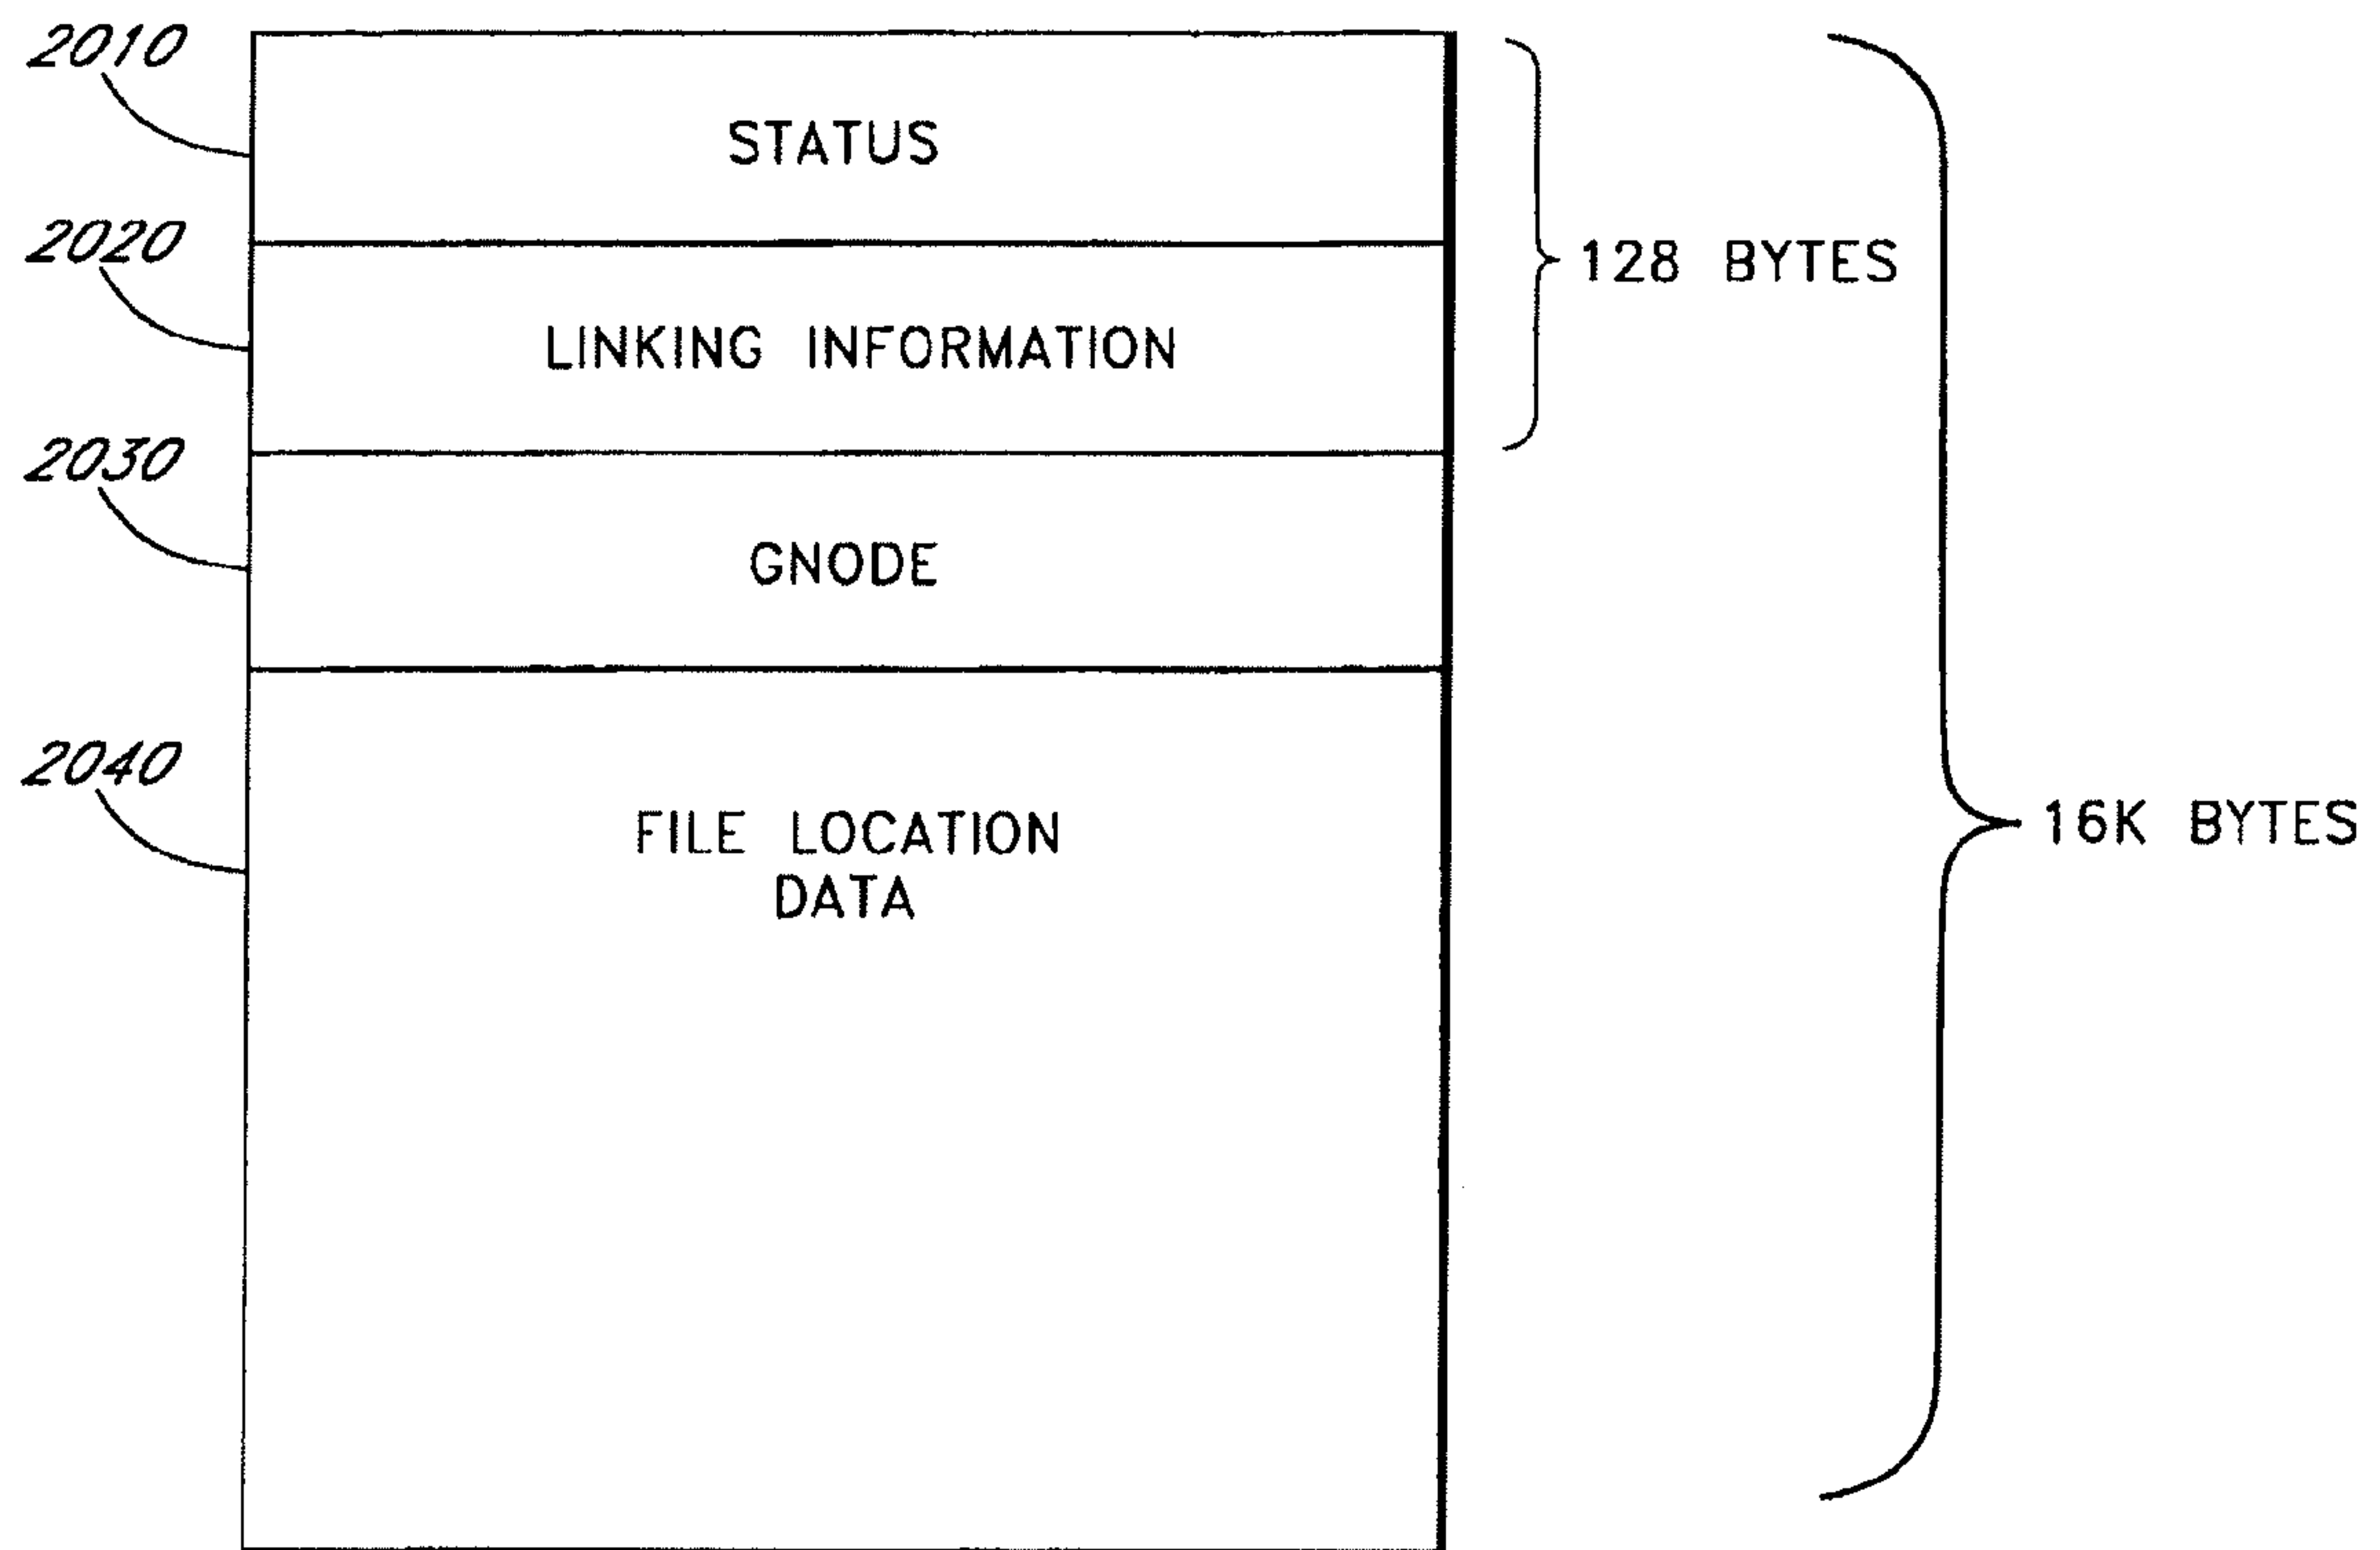 2010
STATUS
2020
128 BYTES
LINKING INFORMATION
2030
GNODE
2040
FILE LOCATION
DATA
16K BYTES